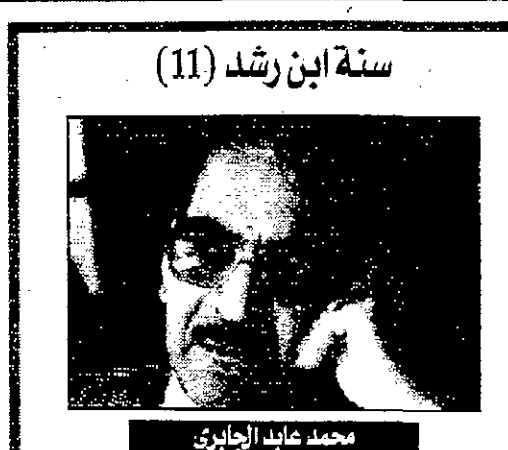 سنة ابن رشد (11)
محمد عابد الجابري